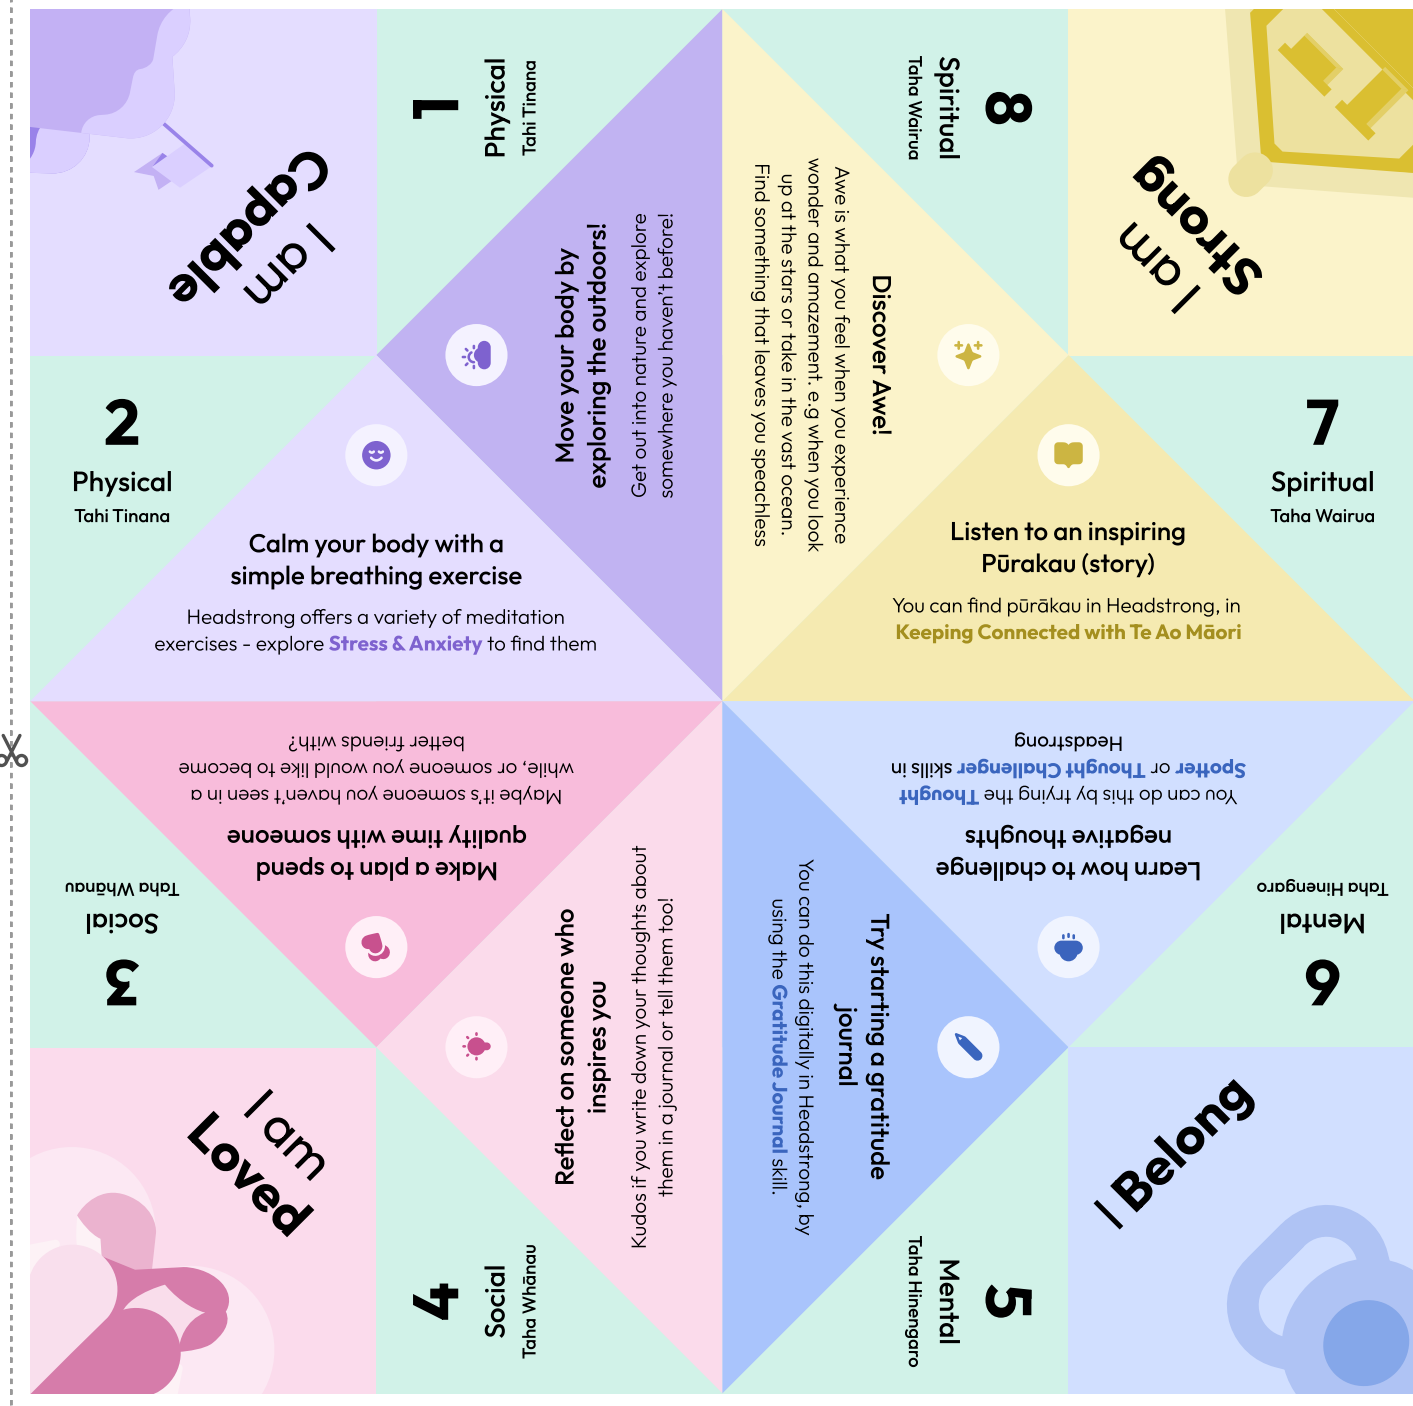 I am
Capable
1
Physical
Tahi Tinana
Move your body by
exploring the outdoors!
Get out into nature and explore
somewhere you haven't before!
8
Spiritual
Taha Wairua
Discover Awe!
Awe is what you feel when you experience
wonder and amazement. e.g when you look
up at the stars or take in the vast ocean.
Find something that leaves you speachless
I am
Strong
2
Physical
Tahi Tinana
Calm your body with a
simple breathing exercise
Headstrong offers a variety of meditation
exercises - explore Stress & Anxiety to find them
7
Spiritual
Taha Wairua
Listen to an inspiring
Pūrakau (story)
You can find pūrākau in Headstrong, in
Keeping Connected with Te Ao Māori
3
Social
Taha Whānau
Make a plan to spend
quality time with someone
Maybe it's someone you haven't seen in a
while, or someone you would like to become
better friends with?
6
Mental
Taha Hinengaro
Learn how to challenge
negative thoughts
You can do this by trying the Thought
Spotter or Thought Challenger skills in
Headstrong
I am
Loved
4
Social
Taha Whānau
Reflect on someone who
inspires you
Kudos if you write down your thoughts about
them in a journal or tell them too!
5
Mental
Taha Hinengaro
Try starting a gratitude
journal
You can do this digitally in Headstrong, by
using the Gratitude Journal skill.
I Belong